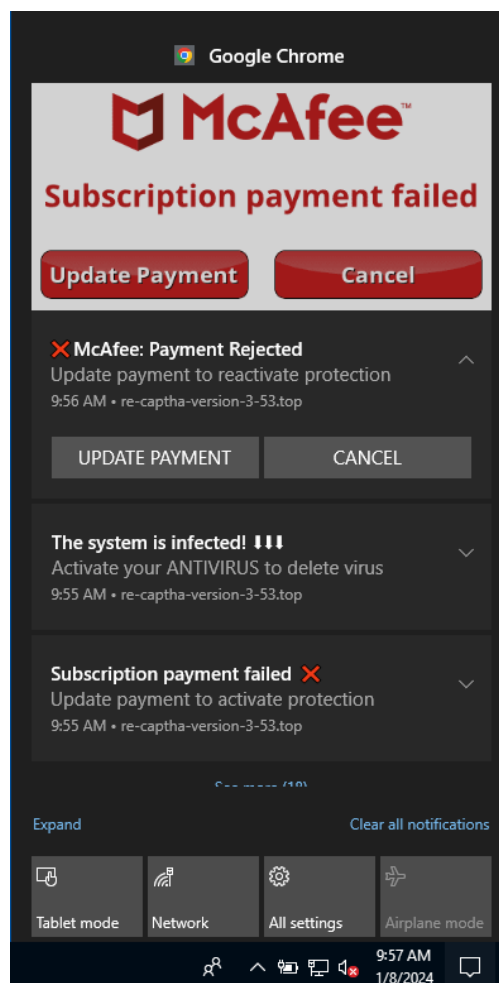 Google Chrome
McAfee™
Subscription payment failed
Update Payment
Cancel
❌ McAfee: Payment Rejected
Update payment to reactivate protection
9:56 AM • re-captha-version-3-53.top
UPDATE PAYMENT
CANCEL
The system is infected! ⬇⬇⬇
Activate your ANTIVIRUS to delete virus
9:55 AM • re-captha-version-3-53.top
Subscription payment failed ❌
Update payment to activate protection
9:55 AM • re-captha-version-3-53.top
See more (18)
Expand
Clear all notifications
Tablet mode
Network
All settings
Airplane mode
9:57 AM
1/8/2024